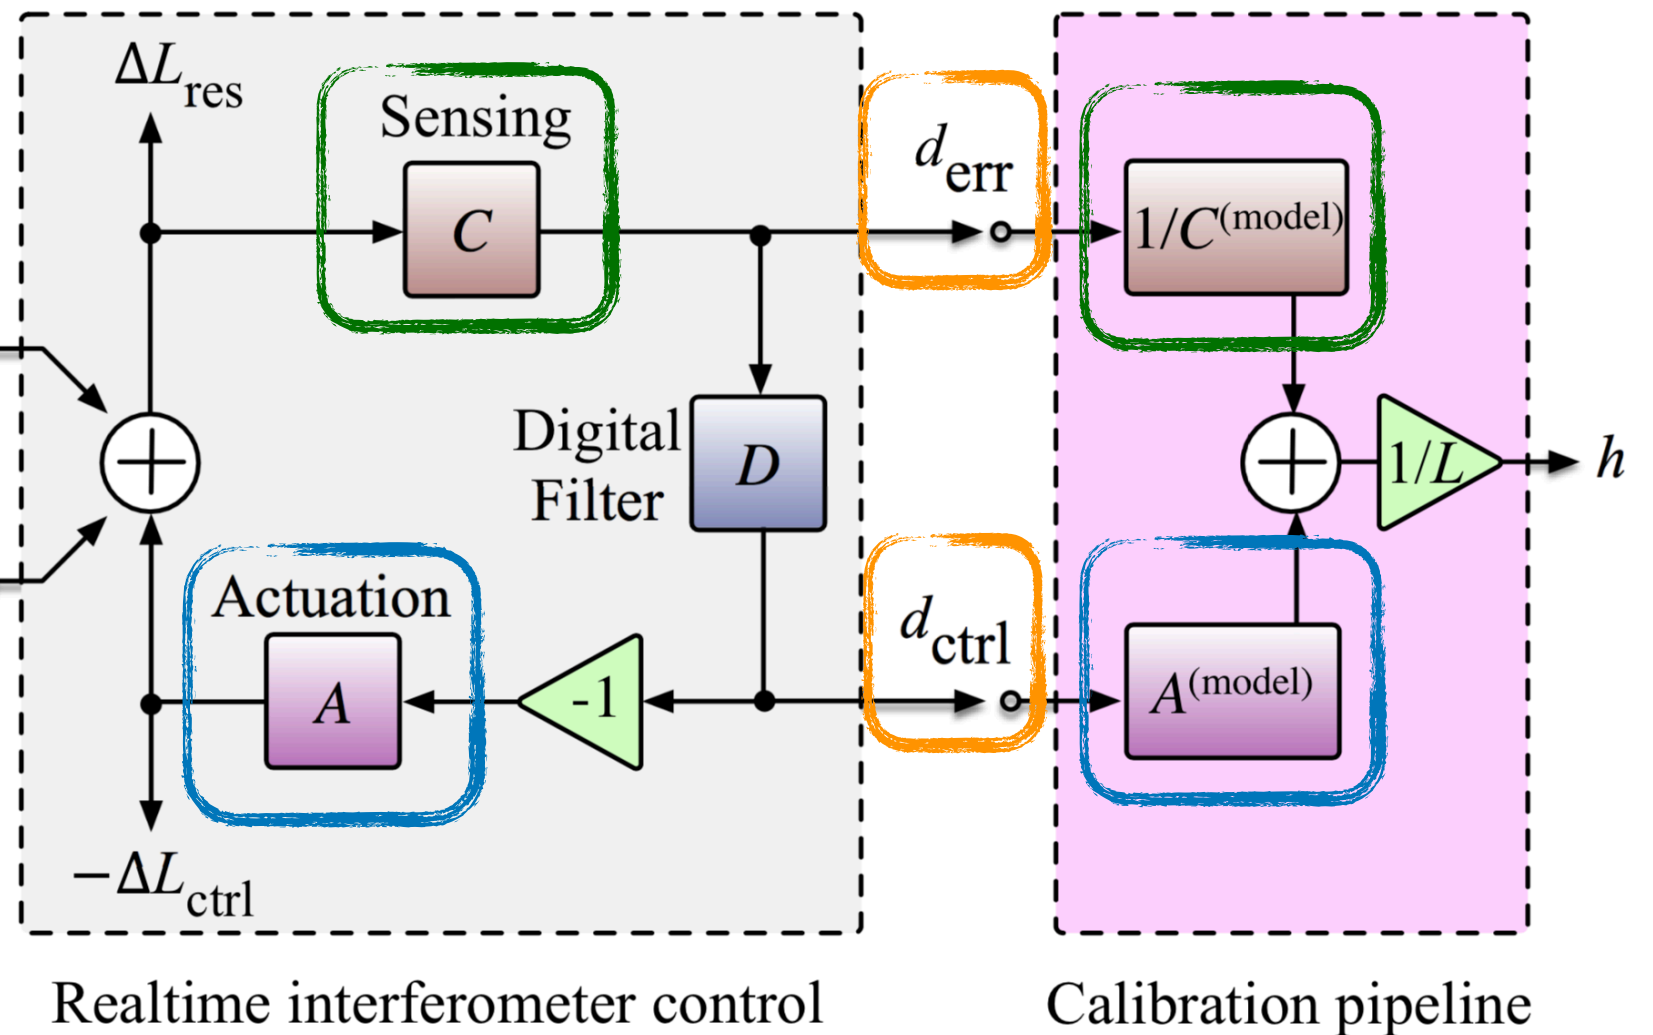 ΔL_res
Sensing
C
d_err
1/C^(model)
Digital
Filter
D
1/L
h
Actuation
A
-1
d_ctrl
A^(model)
−ΔL_ctrl
Realtime interferometer control
Calibration pipeline